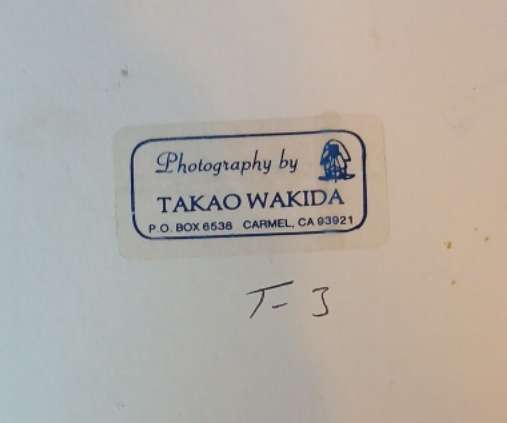 Photography by
TAKAO WAKIDA
P.O. BOX 6538 CARMEL, CA 93921
T-3